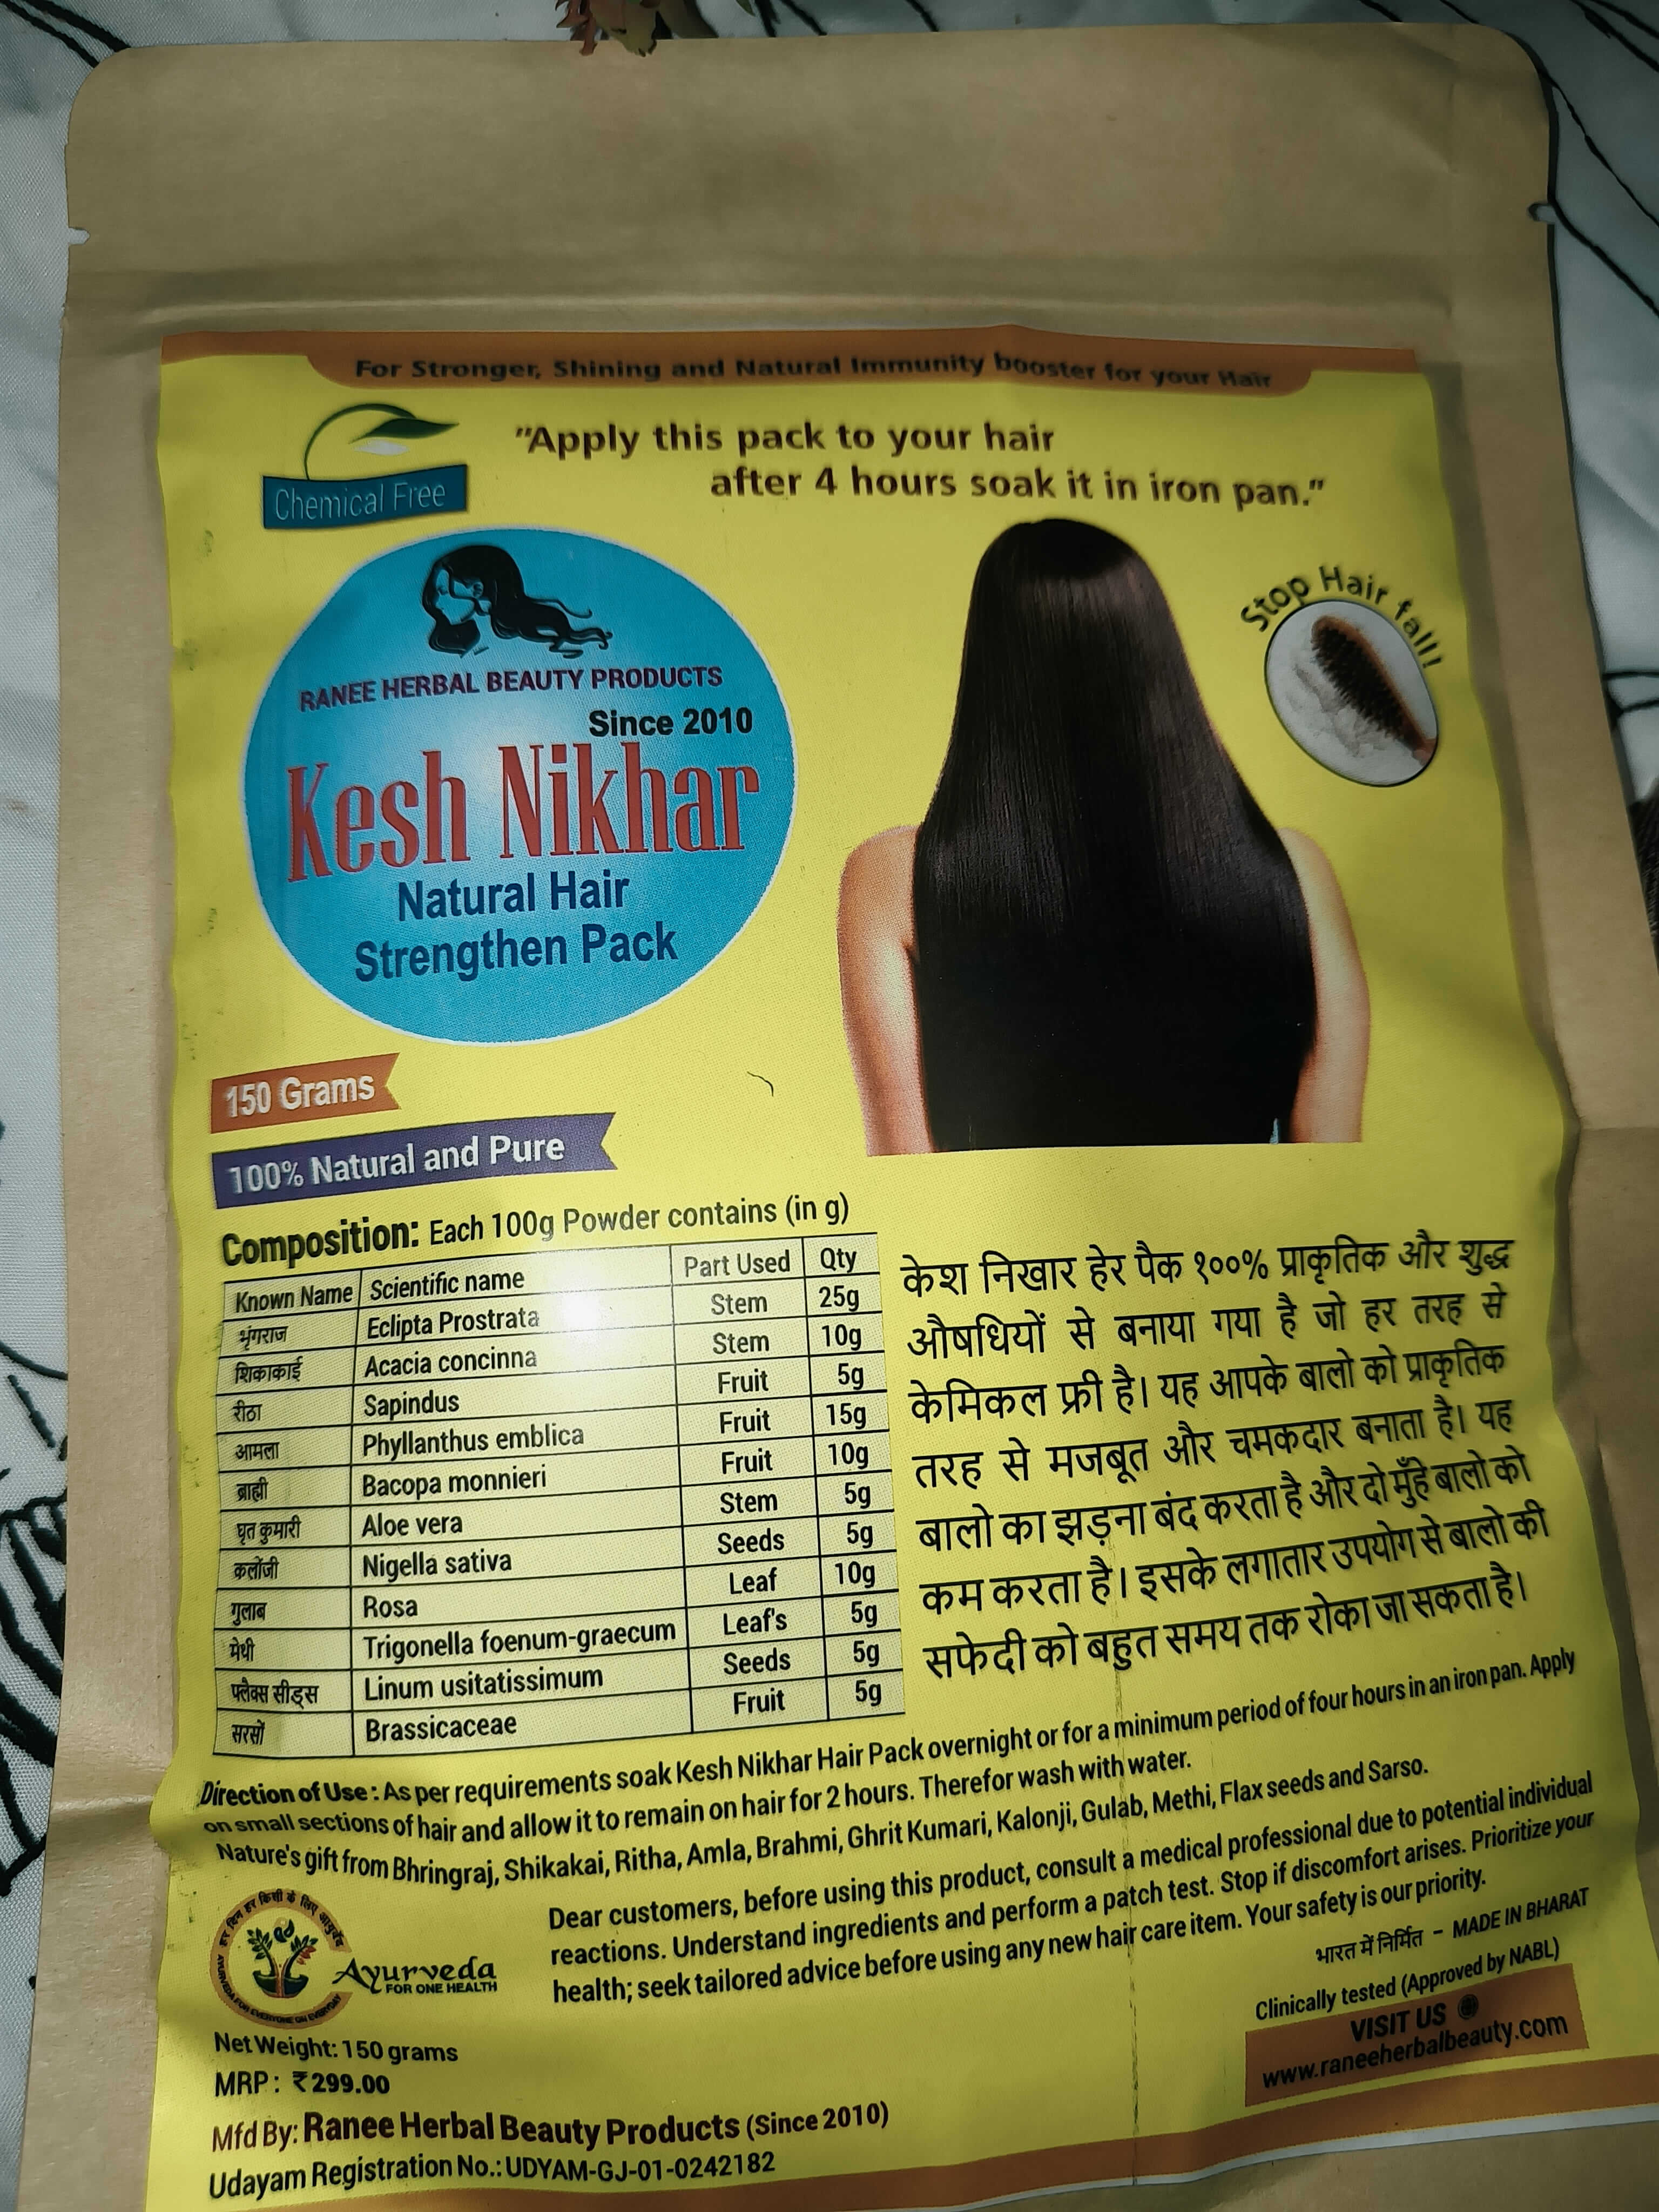 For Stronger, Shining and Natural Immunity booster for your Hair
Chemical Free
"Apply this pack to your hair
after 4 hours soak it in iron pan."
Stop Hair fall!
RANEE HERBAL BEAUTY PRODUCTS
Since 2010
Kesh Nikhar
Natural Hair
Strengthen Pack
150 Grams
100% Natural and Pure
Composition: Each 100g Powder contains (in g)
Known Name Scientific name Part Used Qty
भृंगराज Eclipta Prostrata Stem 25g
शिकाकाई Acacia concinna Stem 10g
रीठा Sapindus Fruit 5g
आमला Phyllanthus emblica Fruit 15g
ब्राह्मी Bacopa monnieri Fruit 10g
घृत कुमारी Aloe vera Stem 5g
कलोंजी Nigella sativa Seeds 5g
गुलाब Rosa Leaf 10g
मेथी Trigonella foenum-graecum Leaf's 5g
फ्लैक्स सीड्स Linum usitatissimum Seeds 5g
सरसों Brassicaceae Fruit 5g
केश निखार हेर पैक १००% प्राकृतिक और शुद्ध
औषधियों से बनाया गया है जो हर तरह से
केमिकल फ्री है। यह आपके बालो को प्राकृतिक
तरह से मजबूत और चमकदार बनाता है। यह
बालो का झड़ना बंद करता है और दो मुँहे बालो को
कम करता है। इसके लगातार उपयोग से बालो की
सफेदी को बहुत समय तक रोका जा सकता है।
Direction of Use : As per requirements soak Kesh Nikhar Hair Pack overnight or for a minimum period of four hours in an iron pan. Apply
on small sections of hair and allow it to remain on hair for 2 hours. Therefor wash with water.
Nature's gift from Bhringraj, Shikakai, Ritha, Amla, Brahmi, Ghrit Kumari, Kalonji, Gulab, Methi, Flax seeds and Sarso.
Dear customers, before using this product, consult a medical professional due to potential individual
reactions. Understand ingredients and perform a patch test. Stop if discomfort arises. Prioritize your
health; seek tailored advice before using any new hair care item. Your safety is our priority.
हर दिन हर किसी के लिए आयुर्वेद
AYURVEDA FOR EVERYONE ON EVERYDAY
Ayurveda
FOR ONE HEALTH
भारत में निर्मित - MADE IN BHARAT
Clinically tested (Approved by NABL)
VISIT US
www.raneeherbalbeauty.com
Net Weight: 150 grams
MRP : ₹299.00
Mfd By: Ranee Herbal Beauty Products (Since 2010)
Udayam Registration No.: UDYAM-GJ-01-0242182